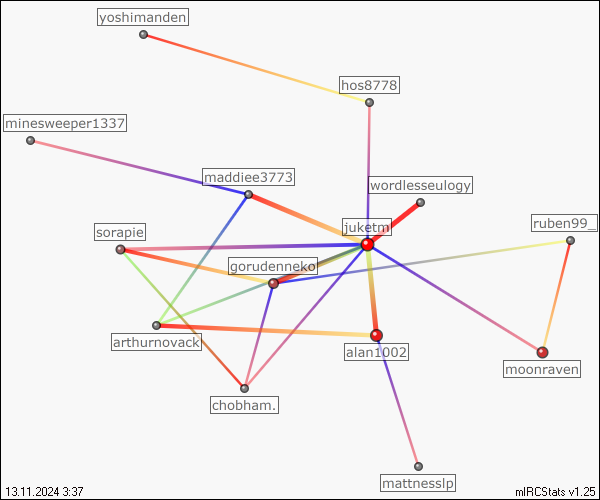 yoshimanden
hos8778
minesweeper1337
maddiee3773
wordlesseulogy
ruben99_
juketm
sorapie
gorudenneko
arthurnovack
alan1002
moonraven
chobham.
mattnesslp
13.11.2024 3:37
mIRCStats v1.25